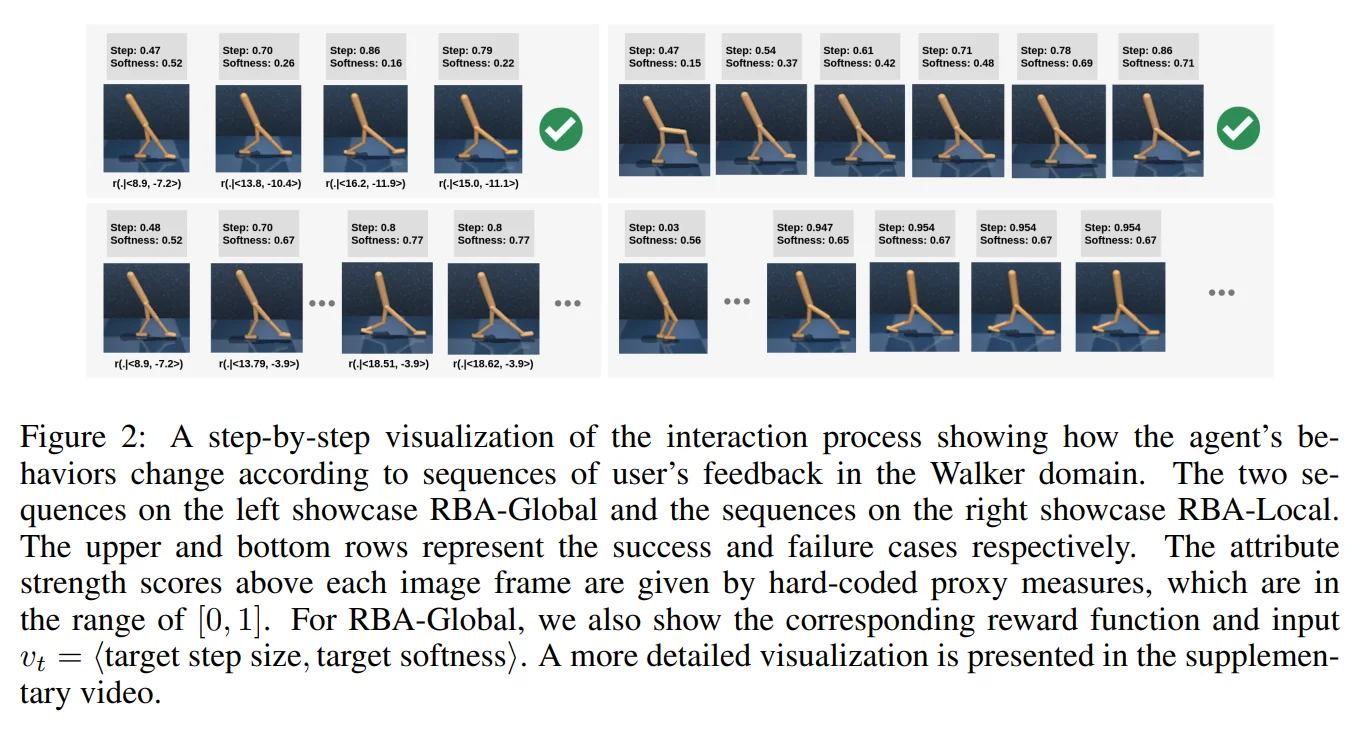 Step: 0.47
Softness: 0.52
Step: 0.70
Softness: 0.26
Step: 0.86
Softness: 0.16
Step: 0.79
Softness: 0.22
r(.|<8.9, -7.2>)
r(.|<13.8, -10.4>)
r(.|<16.2, -11.9>)
r(.|<15.0, -11.1>)
Step: 0.47
Softness: 0.15
Step: 0.54
Softness: 0.37
Step: 0.61
Softness: 0.42
Step: 0.71
Softness: 0.48
Step: 0.78
Softness: 0.69
Step: 0.86
Softness: 0.71
Step: 0.48
Softness: 0.52
Step: 0.70
Softness: 0.67
Step: 0.8
Softness: 0.77
Step: 0.8
Softness: 0.77
r(.|<8.9, -7.2>)
r(.|<13.79, -3.9>)
r(.|<18.51, -3.9>)
r(.|<18.62, -3.9>)
Step: 0.03
Softness: 0.56
Step: 0.947
Softness: 0.65
Step: 0.954
Softness: 0.67
Step: 0.954
Softness: 0.67
Step: 0.954
Softness: 0.67
Figure 2: A step-by-step visualization of the interaction process showing how the agent's be-
haviors change according to sequences of user's feedback in the Walker domain. The two se-
quences on the left showcase RBA-Global and the sequences on the right showcase RBA-Local.
The upper and bottom rows represent the success and failure cases respectively. The attribute
strength scores above each image frame are given by hard-coded proxy measures, which are in
the range of [0, 1]. For RBA-Global, we also show the corresponding reward function and input
v_t = ⟨target step size, target softness⟩. A more detailed visualization is presented in the supplemen-
tary video.